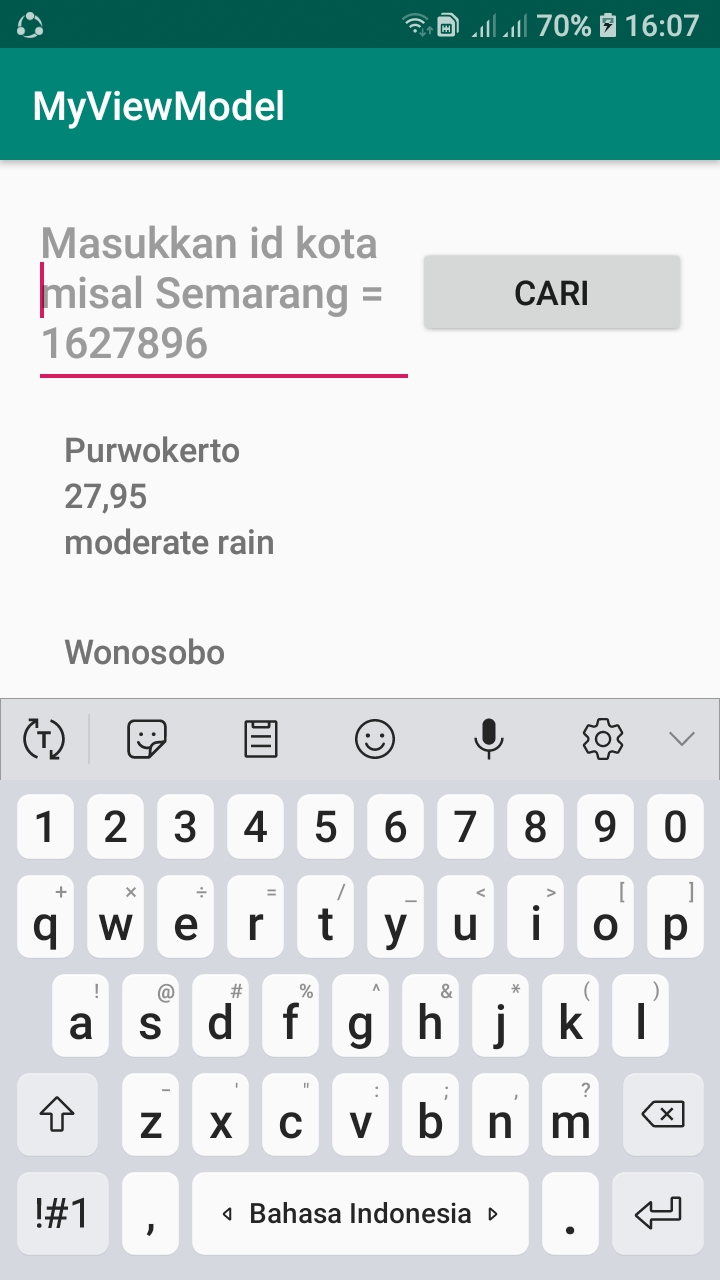 70% 16:07
MyViewModel
Masukkan id kota
misal Semarang =
1627896
CARI
Purwokerto
27,95
moderate rain
Wonosobo
T
1 2 3 4 5 6 7 8 9 0
+ × ÷ = / _ < > [ ]
q w e r t y u i o p
! @ # % ^ & * ( )
a s d f g h j k l
- ' " : ; , ?
z x c v b n m
!#1 , Bahasa Indonesia .